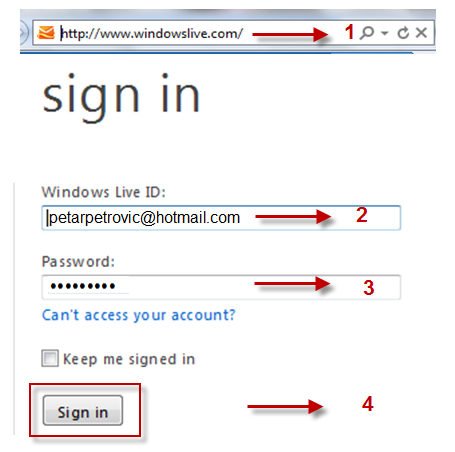 http://www.windowslive.com/ 1
sign in
Windows Live ID:
petarpetrovic@hotmail.com 2
Password:
••••••••• 3
Can't access your account?
Keep me signed in
Sign in 4